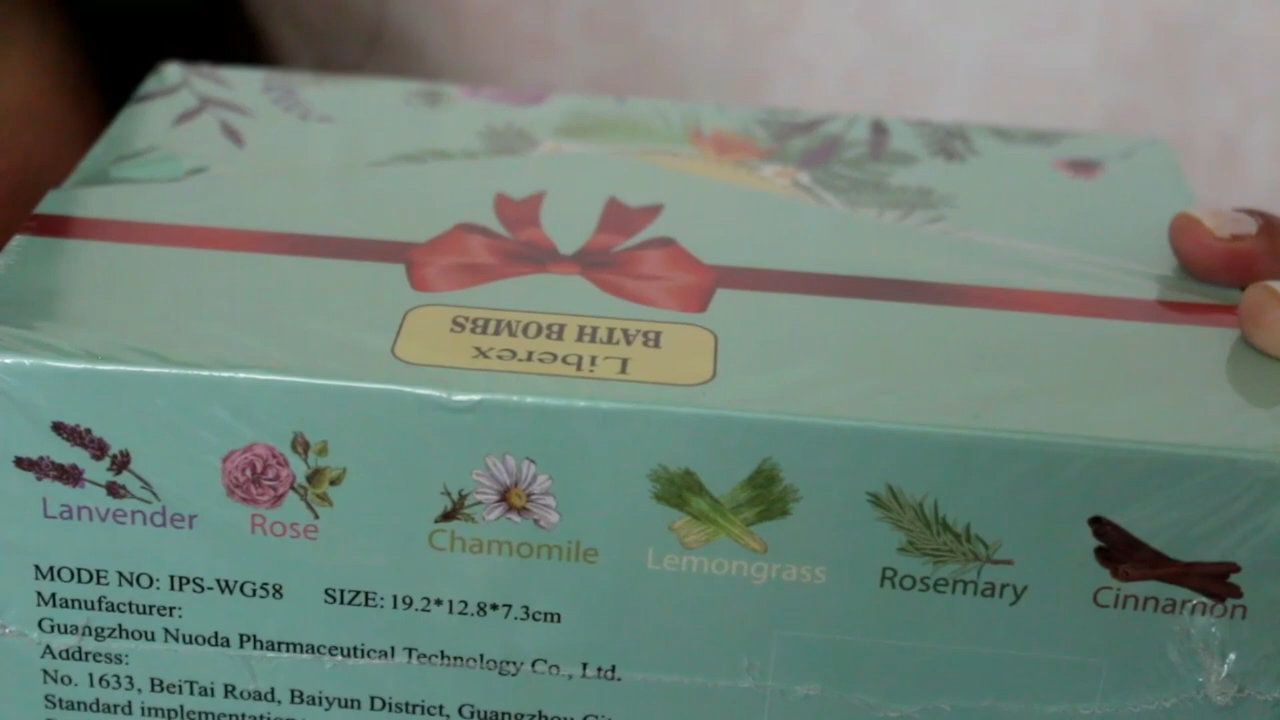 Liberex
BATH BOMBS
Lanvender
Rose
Chamomile
Lemongrass
Rosemary
Cinnamon
MODE NO: IPS-WG58 SIZE: 19.2*12.8*7.3cm
Manufacturer:
Guangzhou Nuoda Pharmaceutical Technology Co., Ltd.
Address:
No. 1633, BeiTai Road, Baiyun District, Guangzhou
Standard